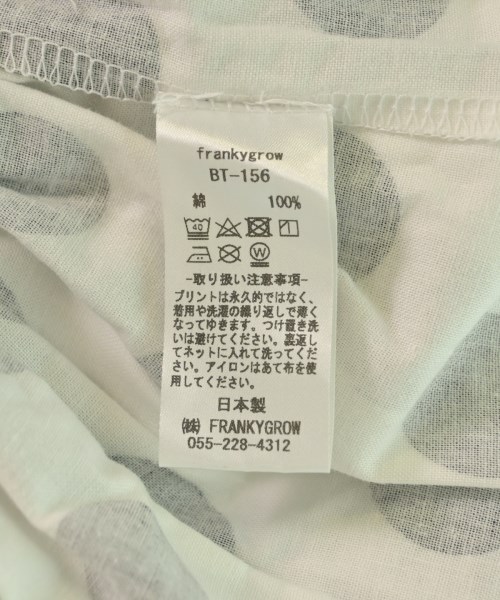 frankygrow
BT-156
綿 100%
40
W
-取り扱い注意事項-
プリントは永久的ではなく、
着用や洗濯の繰り返しで薄く
なってゆきます。つけ置き洗
いは避けてください。裏返し
てネットに入れて洗ってくだ
さい。アイロンはあて布を使
用してください。
日本製
㈱ FRANKYGROW
055-228-4312